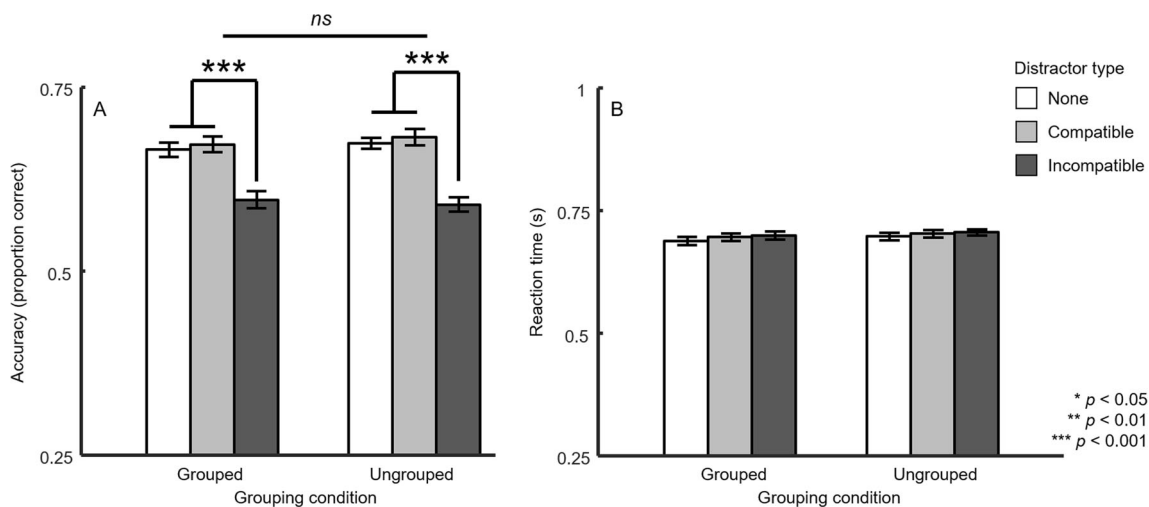 ns
***
***
0.75
A
0.5
0.25
Accuracy (proportion correct)
Grouped
Ungrouped
Grouping condition
1
B
0.75
0.5
0.25
Reaction time (s)
Grouped
Ungrouped
Grouping condition
Distractor type
None
Compatible
Incompatible
* p < 0.05
** p < 0.01
*** p < 0.001